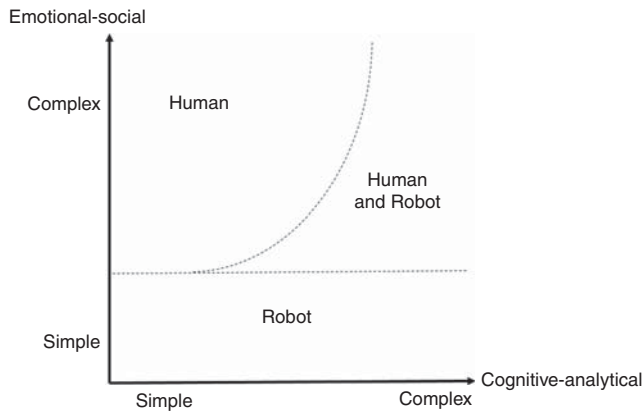 Emotional-social
Complex
Human
Human
and Robot
Robot
Simple
Cognitive-analytical
Simple
Complex